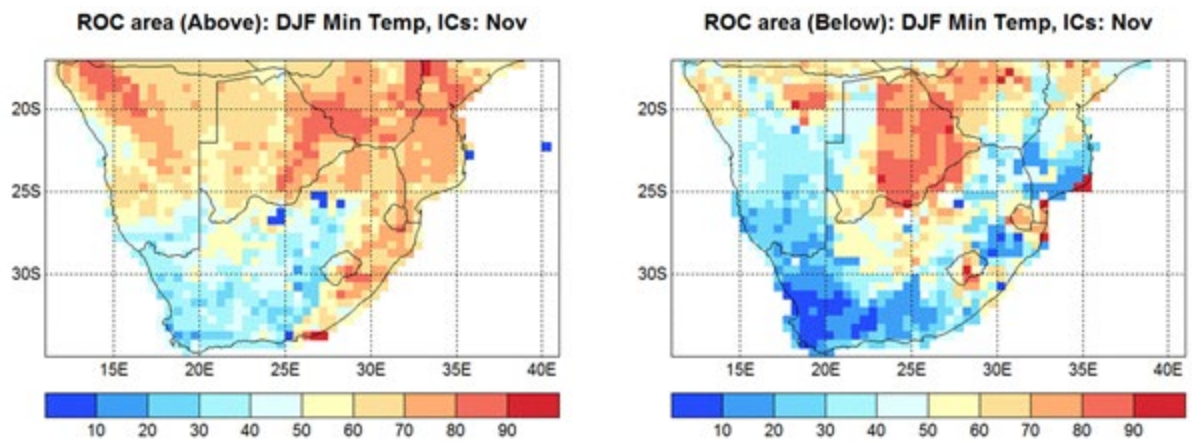 ROC area (Above): DJF Min Temp, ICs: Nov
20S
25S
30S
15E 20E 25E 30E 35E 40E
10 20 30 40 50 60 70 80 90
ROC area (Below): DJF Min Temp, ICs: Nov
20S
25S
30S
15E 20E 25E 30E 35E 40E
10 20 30 40 50 60 70 80 90